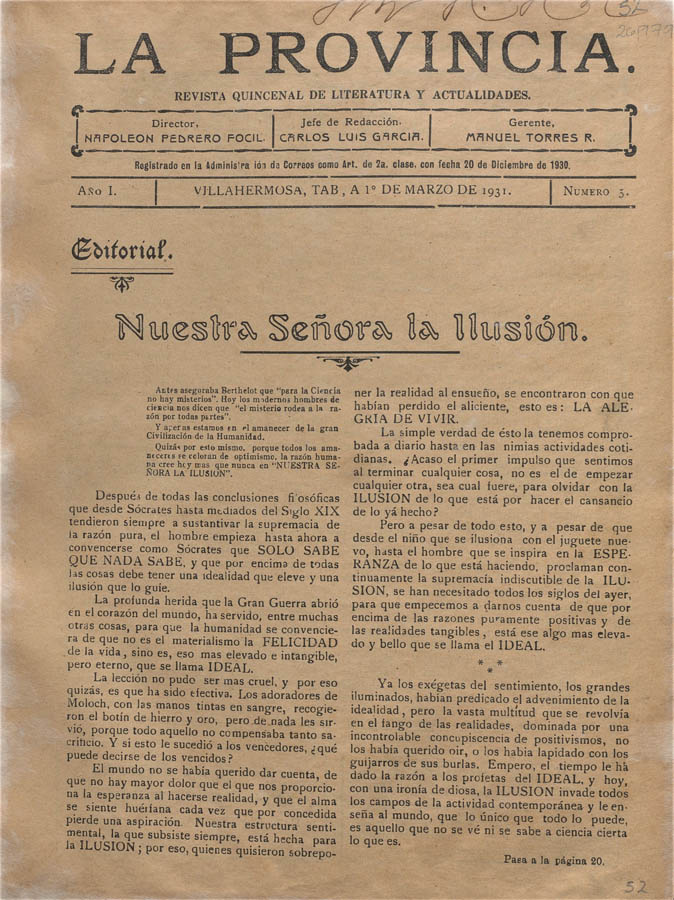 52
26/179
LA PROVINCIA.
REVISTA QUINCENAL DE LITERATURA Y ACTUALIDADES.
Director,
NAPOLEON PEDRERO FOCIL.
Jefe de Redacción.
CARLOS LUIS GARCIA.
Gerente,
MANUEL TORRES R.
Registrado en la Administra ión da Correos como Art. de 2a. clase. con fecha 20 de Diciembre de 1930.
AÑO I.
VILLAHERMOSA, TAB, A 1º DE MARZO DE 1931.
NUMERO 5.
Editorial.
Nuestra Señora la Ilusión.
Antes aseguraba Berthelot que "para la Ciencia
no hay misterios". Hoy los modernos hombres de
ciencia nos dicen que "el misterio rodea a la ra-
zón por todas partes".
Y apenas estamos en el amanecer de la gran
Civilización de la Humanidad.
Quizás por esto mismo, porque todos los ama-
neceres se coloran de optimismo, la razón huma-
na cree hoy mas que nunca en "NUESTRA SE-
ÑORA LA ILUSIÓN".
Después de todas las conclusiones filosóficas
que desde Sócrates hasta mediados del Siglo XIX
tendieron siempre a sustantivar la supremacia de
la razón pura, el hombre empieza hasta ahora a
convencerse como Sócrates que SOLO SABE
QUE NADA SABE, y que por encima de todas
las cosas debe tener una idealidad que eleve y una
ilusión que lo guíe.
La profunda herida que la Gran Guerra abrió
en el corazón del mundo, ha servido, entre muchas
otras cosas, para que la humanidad se convencie-
ra de que no es el materialismo la FELICIDAD
de la vida, sino es, eso mas elevado e intangible,
pero eterno, que se llama IDEAL.
La lección no pudo ser mas cruel, y por eso
quizás, es que ha sido efectiva. Los adoradores de
Moloch, con las manos tintas en sangre, recogie-
ron el botín de hierro y oro, pero de nada les sir-
vió, porque todo aquello no compensaba tanto sa-
crificio. Y si esto le sucedió a los vencedores, ¿qué
puede decirse de los vencidos?
El mundo no se había querido dar cuenta, de
que no hay mayor dolor que el que nos proporcio-
na la esperanza al hacerse realidad, y que el alma
se siente huérfana cada vez que por concedida
pierde una aspiración. Nuestra estructura senti-
mental, la que subsiste siempre, está hecha para
la ILUSIÓN; por eso, quienes quisieron sobrepo-
ner la realidad al ensueño, se encontraron con que
habían perdido el aliciente, esto es: LA ALE-
GRIA DE VIVIR.
La simple verdad de ésto la tenemos compro-
bada a diario hasta en las nimias actividades coti-
dianas. ¿Acaso el primer impulso que sentimos
al terminar cualquier cosa, no es el de empezar
cualquier otra, sea cual fuere, para olvidar con la
ILUSION de lo que está por hacer el cansancio
de lo yá hecho?
Pero a pesar de todo esto, y a pesar de que
desde el niño que se ilusiona con el juguete nue-
vo, hasta el hombre que se inspira en la ESPE-
RANZA de lo que está haciendo, proclaman con-
tinuamente la supremacía indiscutible de la ILU-
SION, se han necesitado todos los siglos del ayer,
para que empecemos a darnos cuenta de que por
encima de las razones puramente positivas y de
las realidades tangibles, está ese algo mas eleva-
do y bello que se llama el IDEAL.
* * *
Ya los exégetas del sentimiento, los grandes
iluminados, habían predicado el advenimiento de la
idealidad, pero la vasta multitud que se revolvía
en el fango de las realidades, dominada por una
incontrolable concupiscencia de positivismos, no
los había querido oir, o los habia lapidado con los
guijarros de sus burlas. Empero, el tiempo le há
dado la razón a los profetas del IDEAL, y hoy,
con una ironía de diosa, la ILUSION invade todos
los campos de la actividad contemporánea y le en-
seña al mundo, que lo único que todo lo puede,
es aquello que no se vé ni se sabe a ciencia cierta
lo que es.
Pasa a la página 20.
52